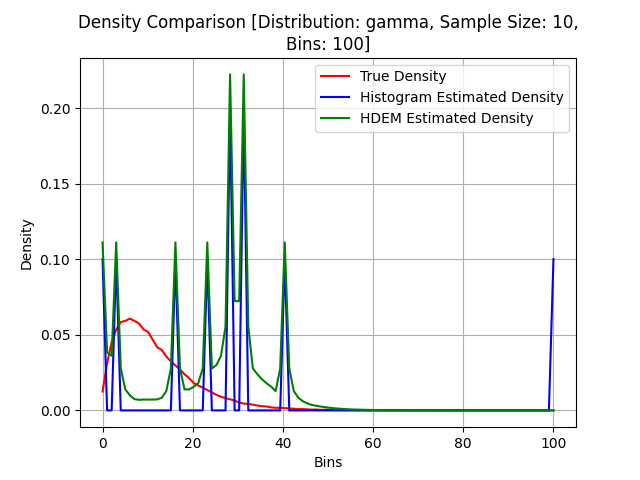 Density Comparison [Distribution: gamma, Sample Size: 10,
Bins: 100]
True Density
Histogram Estimated Density
HDEM Estimated Density
Density
0.20
0.15
0.10
0.05
0.00
0 20 40 60 80 100
Bins